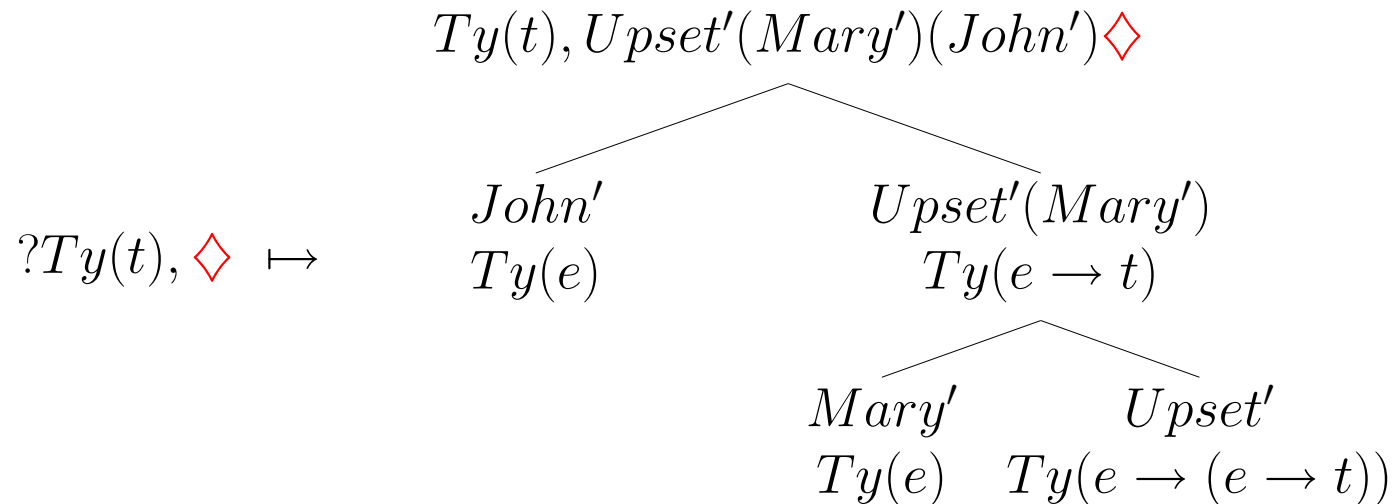 Ty(t), Upset′(Mary′)(John′)♢
John′ Upset′(Mary′)
?Ty(t), ♢ ↦ Ty(e) Ty(e → t)
Mary′ Upset′
Ty(e) Ty(e → (e → t))